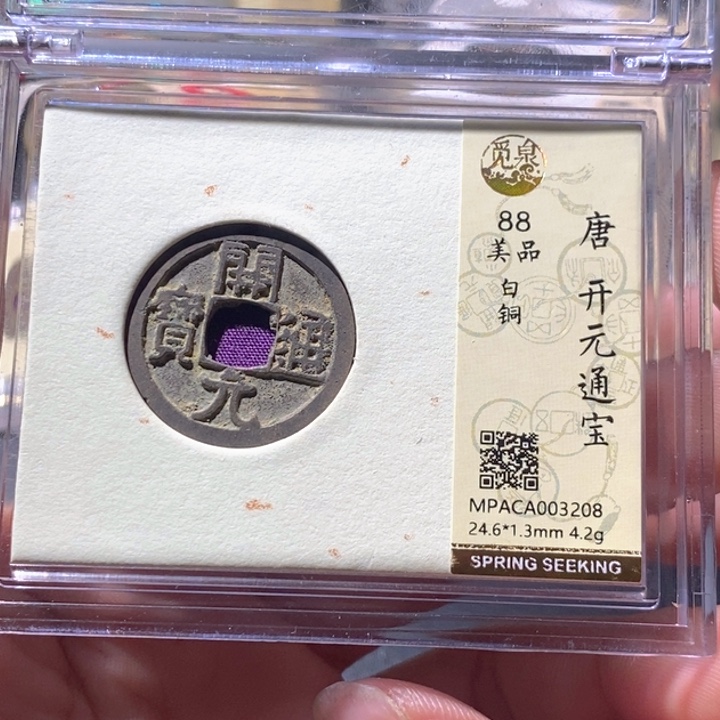 開
通
元
寶
觅泉
88
美品
白铜
唐 开元通宝
MPACA003208
24.6*1.3mm 4.2g
SPRING SEEKING